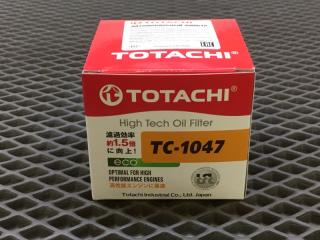 TOTACHI
TOTACHI
High Tech Oil Filter
濾過効率
約1.5倍
に向上!
TC-1047
eco
OPTIMAL FOR HIGH
PERFORMANCE ENGINES
高性能エンジンに最適
Totachi Industrial Co., Ltd. Japan